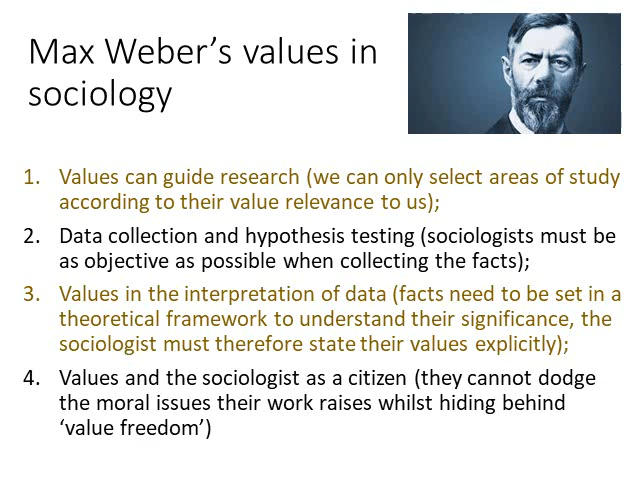 Max Weber’s values in
sociology
1. Values can guide research (we can only select areas of study
according to their value relevance to us);
2. Data collection and hypothesis testing (sociologists must be
as objective as possible when collecting the facts);
3. Values in the interpretation of data (facts need to be set in a
theoretical framework to understand their significance, the
sociologist must therefore state their values explicitly);
4. Values and the sociologist as a citizen (they cannot dodge
the moral issues their work raises whilst hiding behind
‘value freedom’)